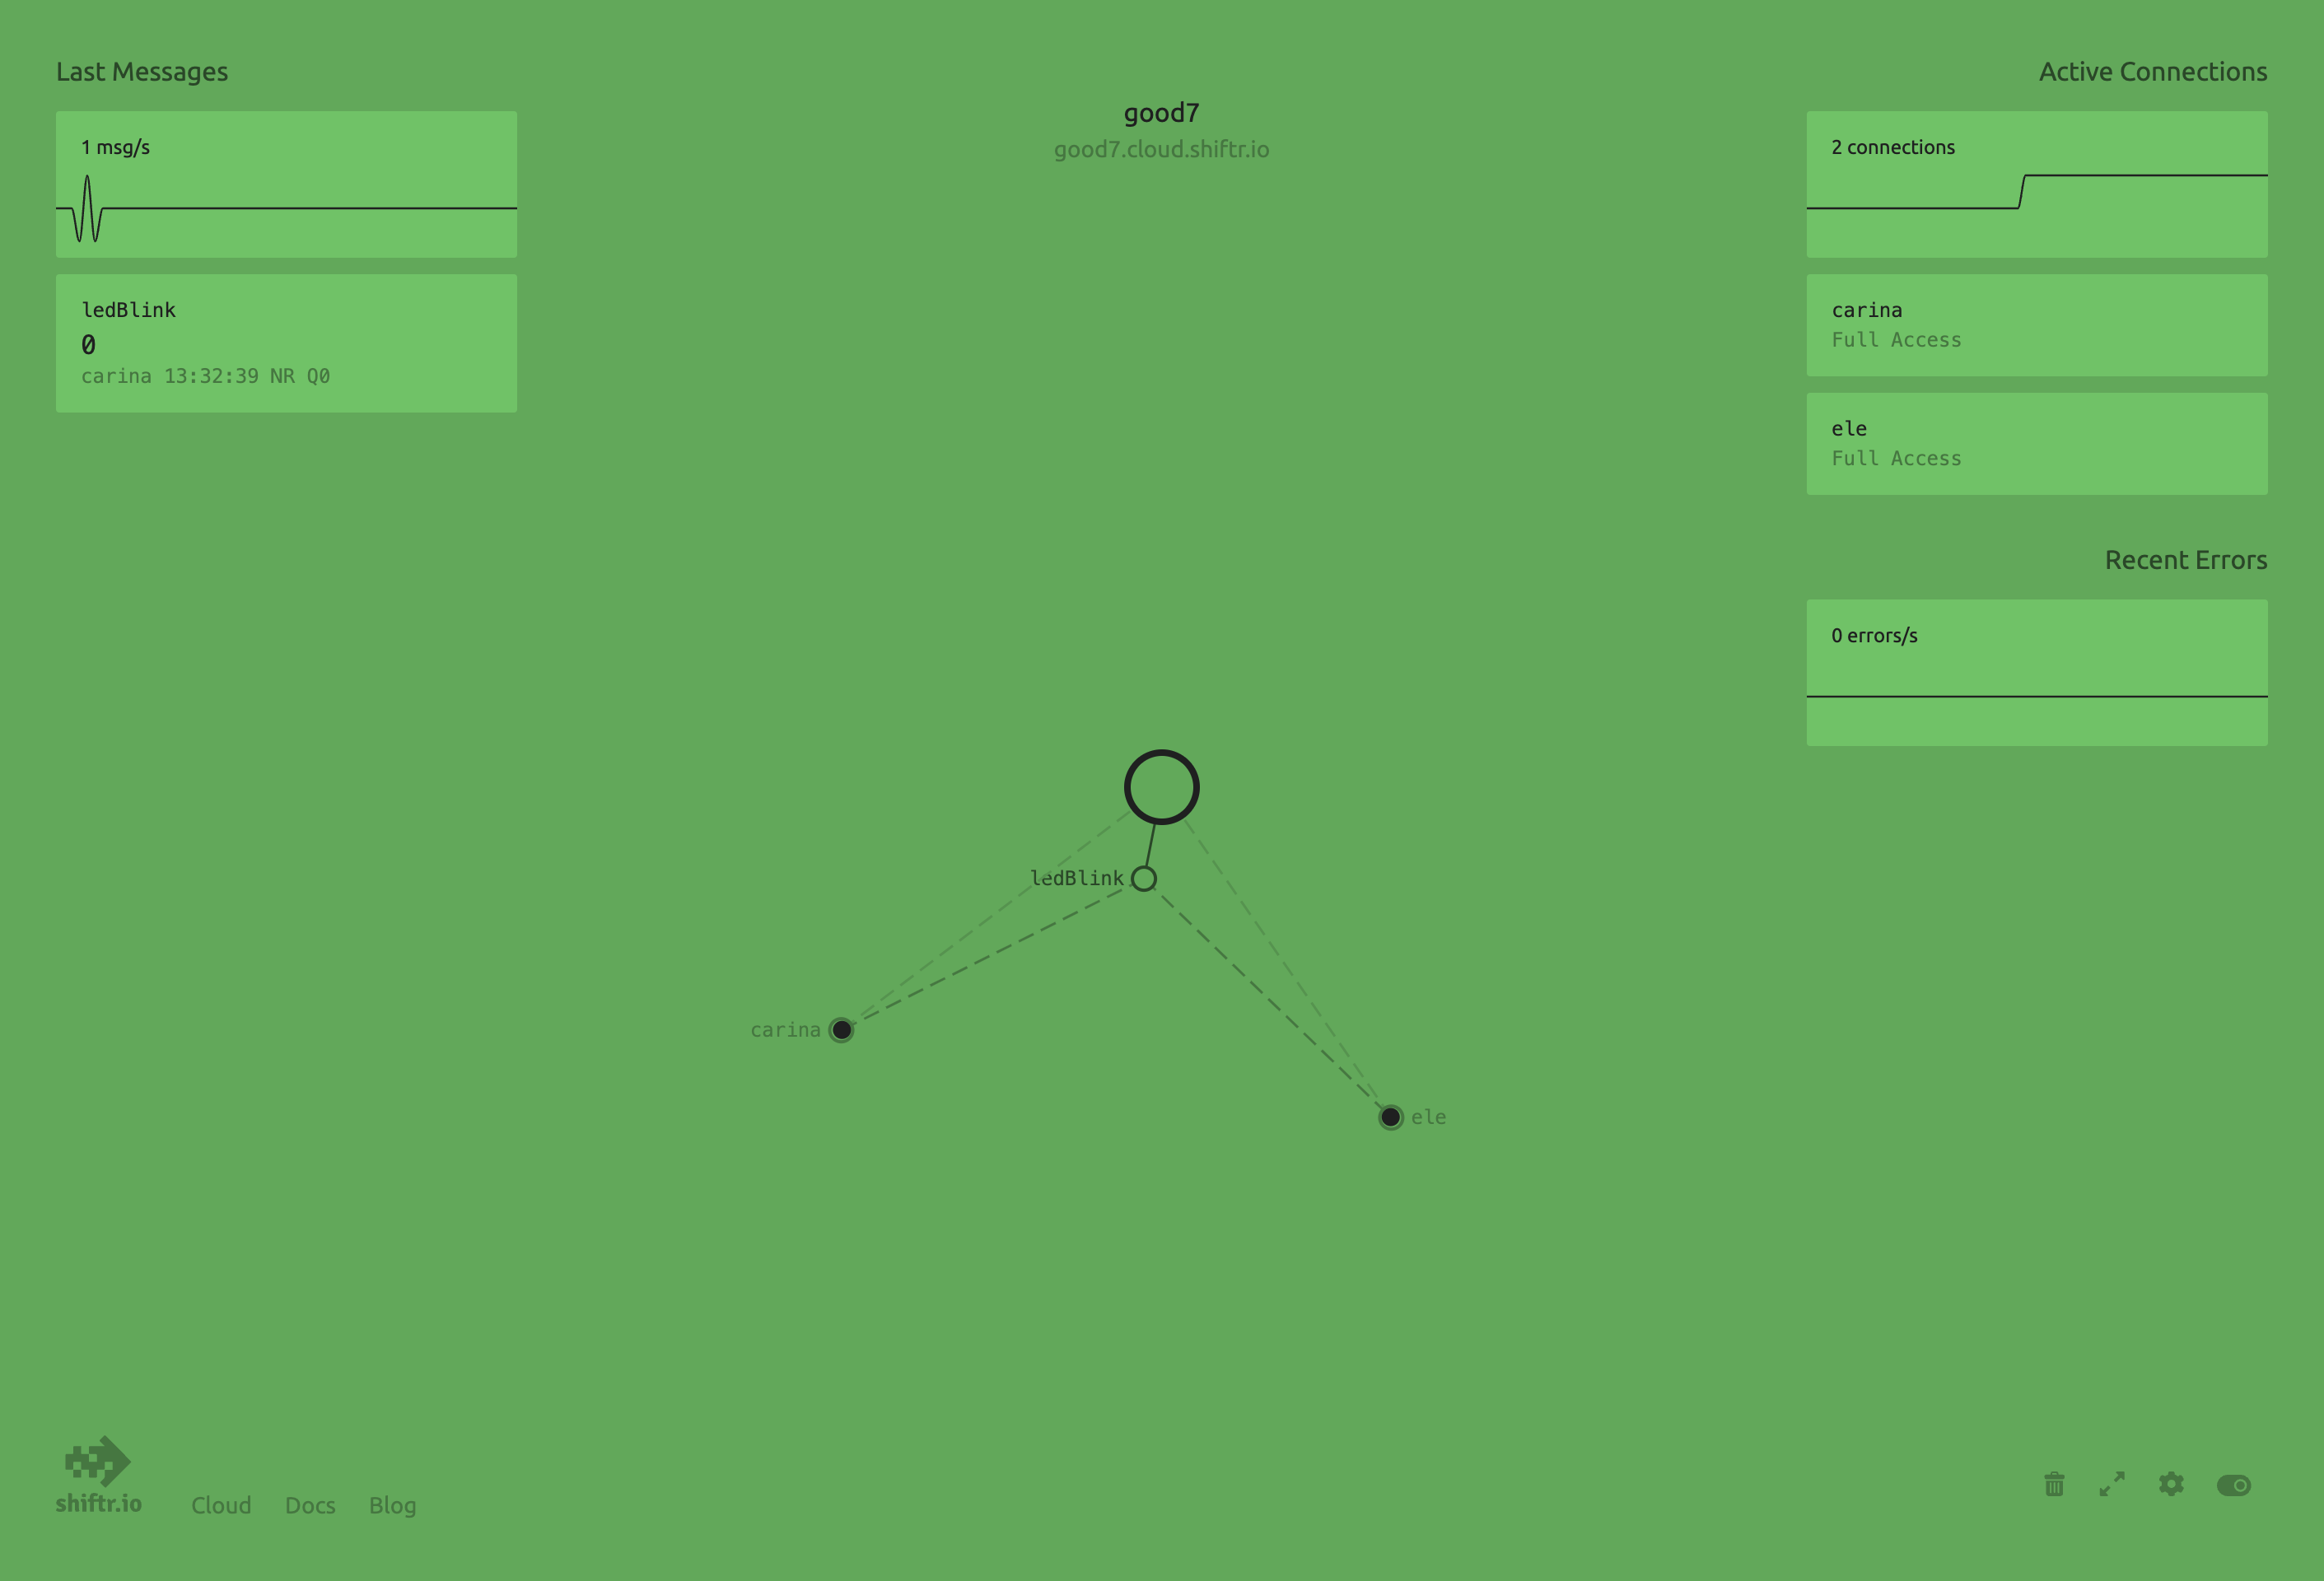 Last Messages
1 msg/s
ledBlink
0
carina 13:32:39 NR Q0
good7
good7.cloud.shiftr.io
Active Connections
2 connections
carina
Full Access
ele
Full Access
Recent Errors
0 errors/s
ledBlink
carina
ele
shiftr.io
Cloud
Docs
Blog